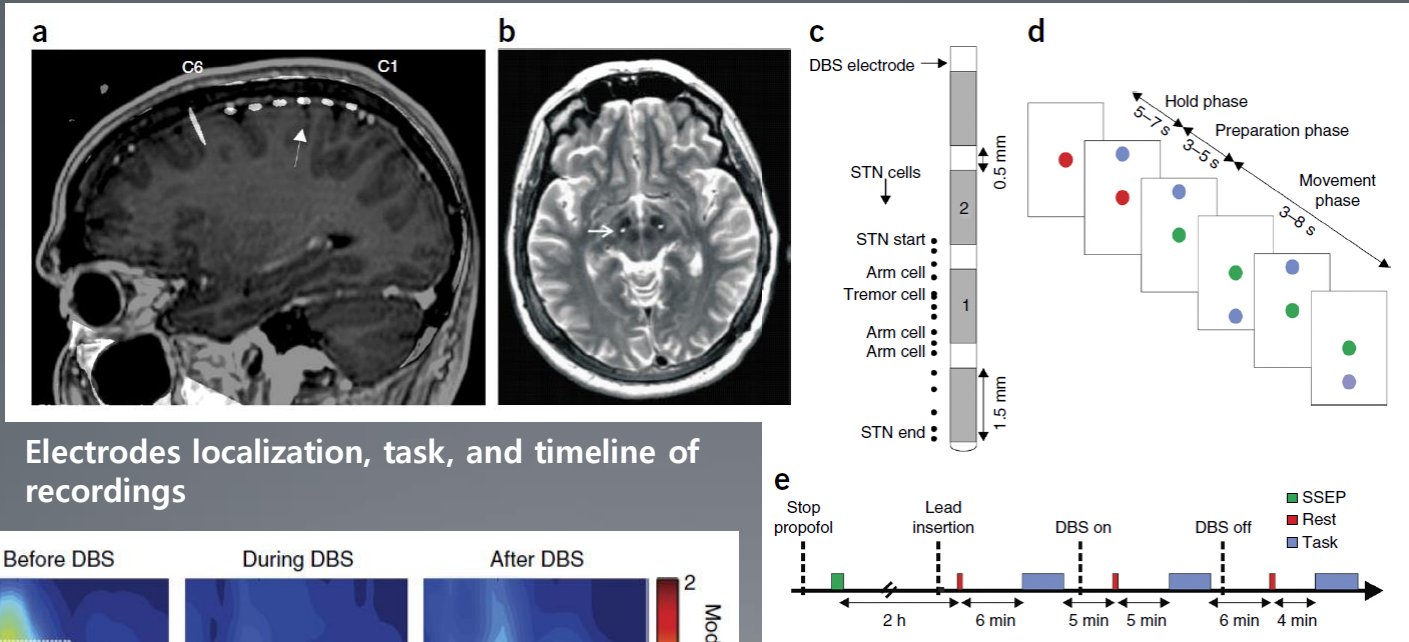 a
C6
C1
b
c
DBS electrode
0.5 mm
STN cells
2
STN start
Arm cell
Tremor cell
1
Arm cell
Arm cell
1.5 mm
STN end
d
Hold phase
5–7 s
Preparation phase
3–5 s
Movement
phase
3–8 s
Electrodes localization, task, and timeline of
recordings
e
SSEP
Rest
Task
Stop
propofol
Lead
insertion
DBS on
DBS off
2 h
6 min
5 min
5 min
6 min
4 min
Before DBS
During DBS
After DBS
2
Mod